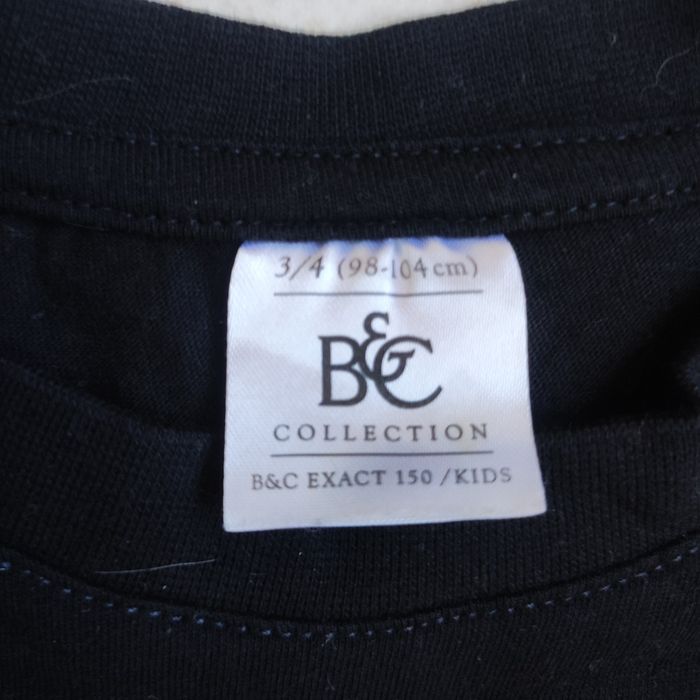 3/4 (98-104 cm)
B&C
COLLECTION
B&C EXACT 150 /KIDS